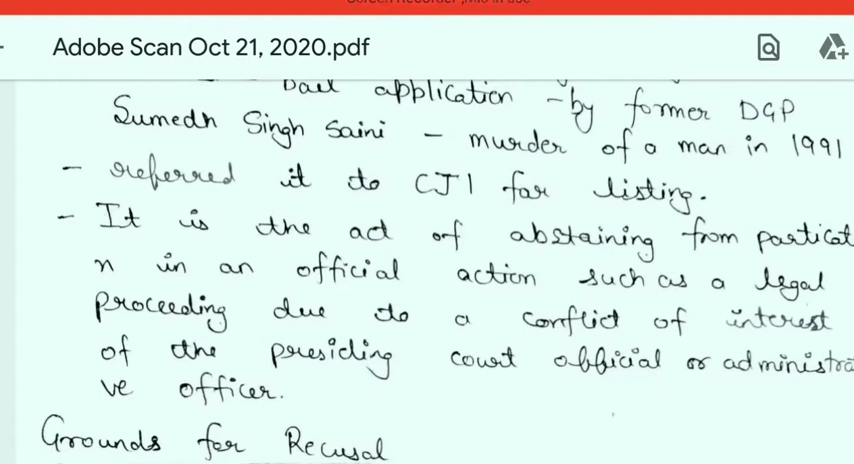 Adobe Scan Oct 21, 2020.pdf
bail application - by former DGP
Sumedh Singh Saini - murder of a man in 1991
- referred it to CJI for listing.
- It is the act of abstaining from participat
n in an official action such as a legal
proceeding due to a conflict of interest
of the presiding court official or administra
ve officer.
Grounds for Recusal